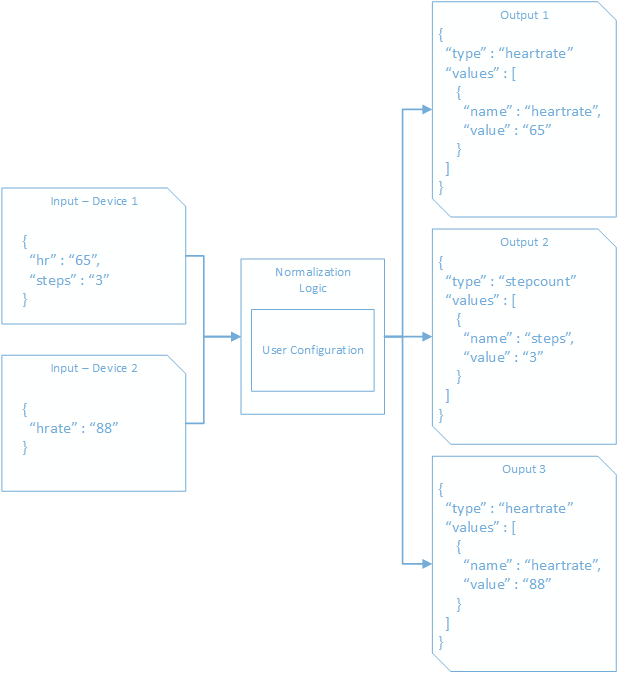 Input – Device 1
{
“hr” : “65”,
“steps” : “3”
}
Input – Device 2
{
“hrate” : “88”
}
Normalization
Logic
User Configuration
Output 1
{
“type” : “heartrate”
“values” : [
{
“name” : “heartrate”,
“value” : “65”
}
]
}
Output 2
{
“type” : “stepcount”
“values” : [
{
“name” : “steps”,
“value” : “3”
}
]
}
Ouput 3
{
“type” : “heartrate”
“values” : [
{
“name” : “heartrate”,
“value” : “88”
}
]
}